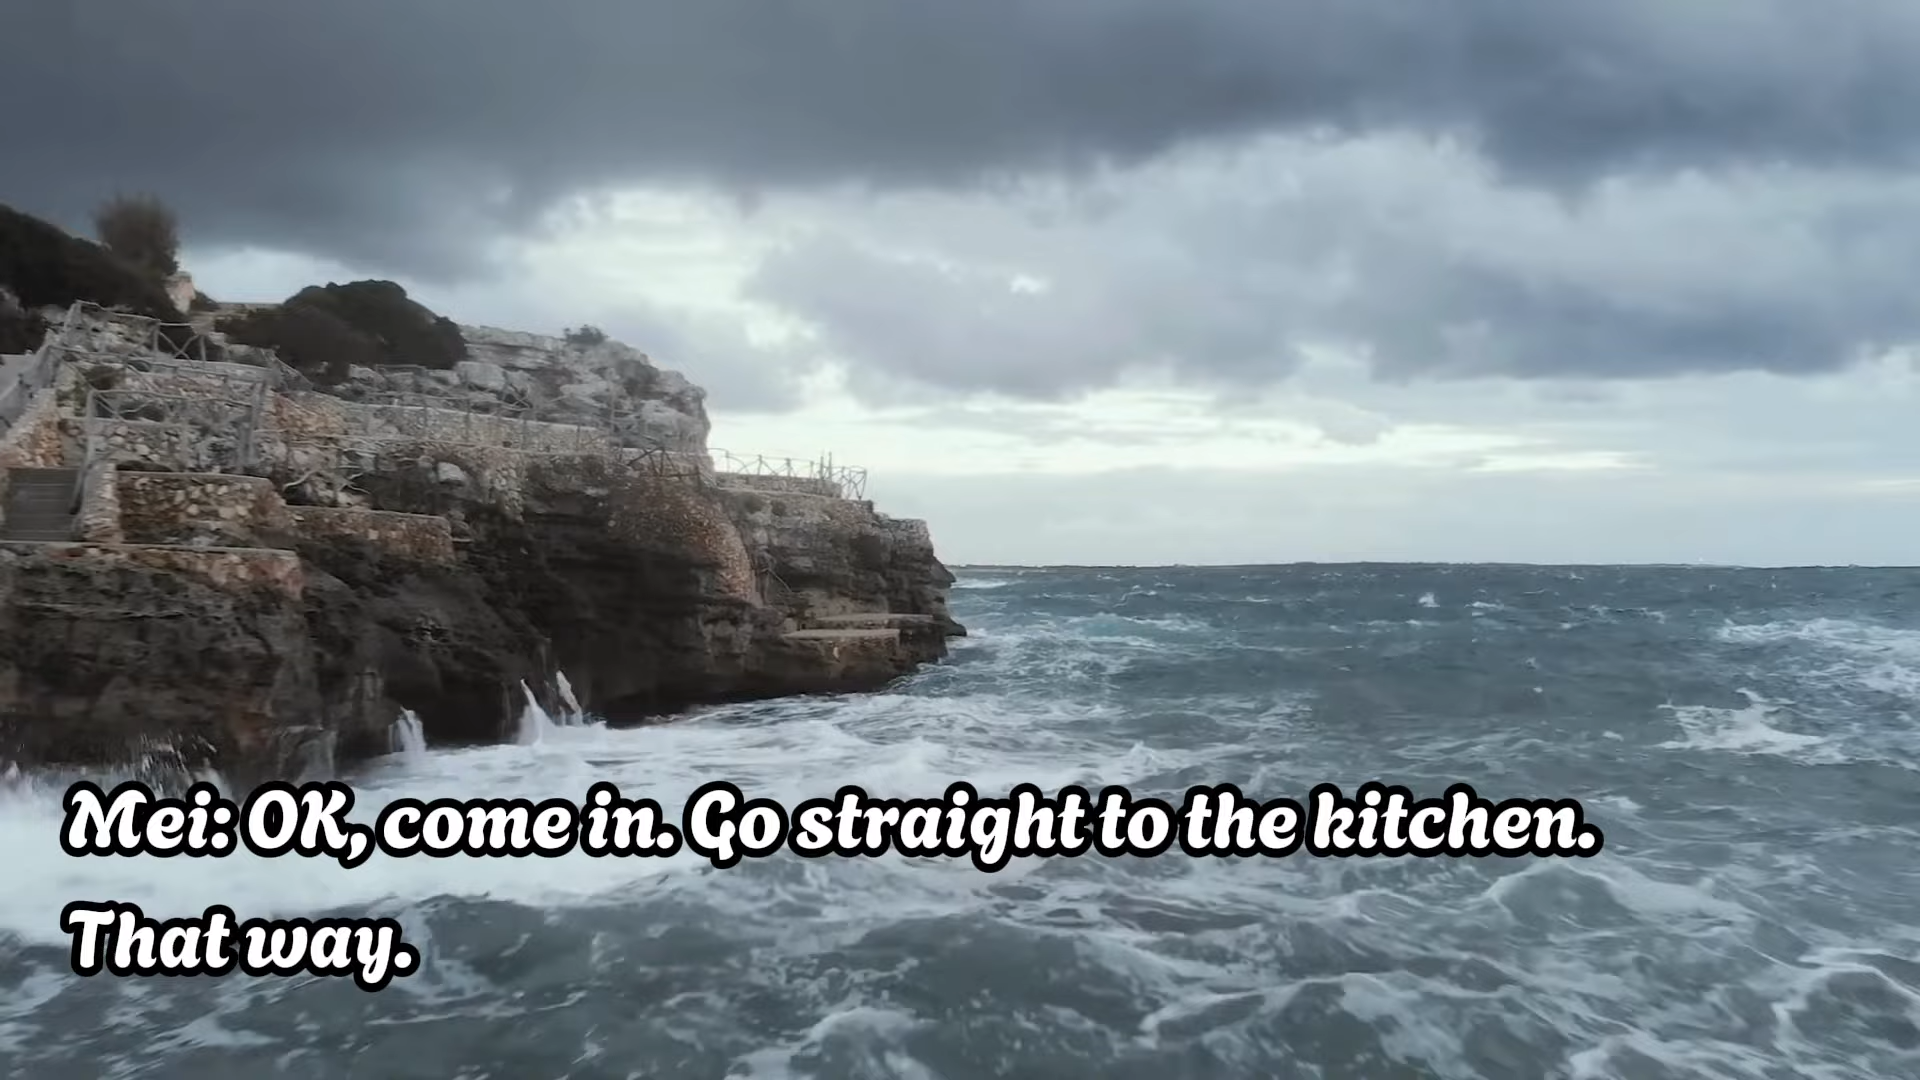 Mei: OK, come in. Go straight to the kitchen.
That way.